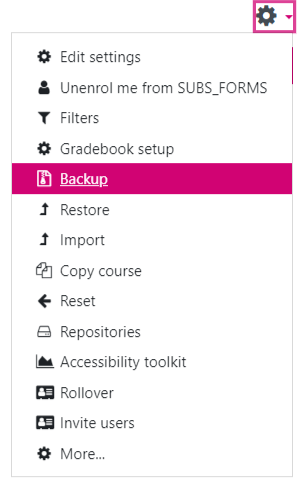 Edit settings
Unenrol me from SUBS_FORMS
Filters
Gradebook setup
Backup
Restore
Import
Copy course
Reset
Repositories
Accessibility toolkit
Rollover
Invite users
More...